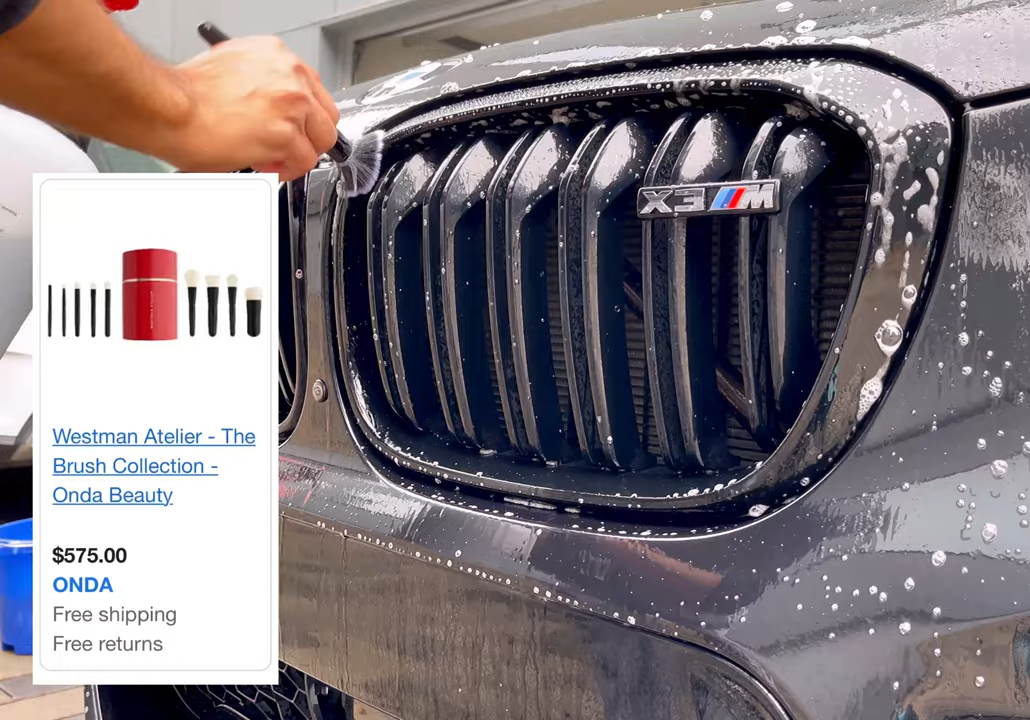 X3 M
Westman Atelier - The
Brush Collection -
Onda Beauty
$575.00
ONDA
Free shipping
Free returns